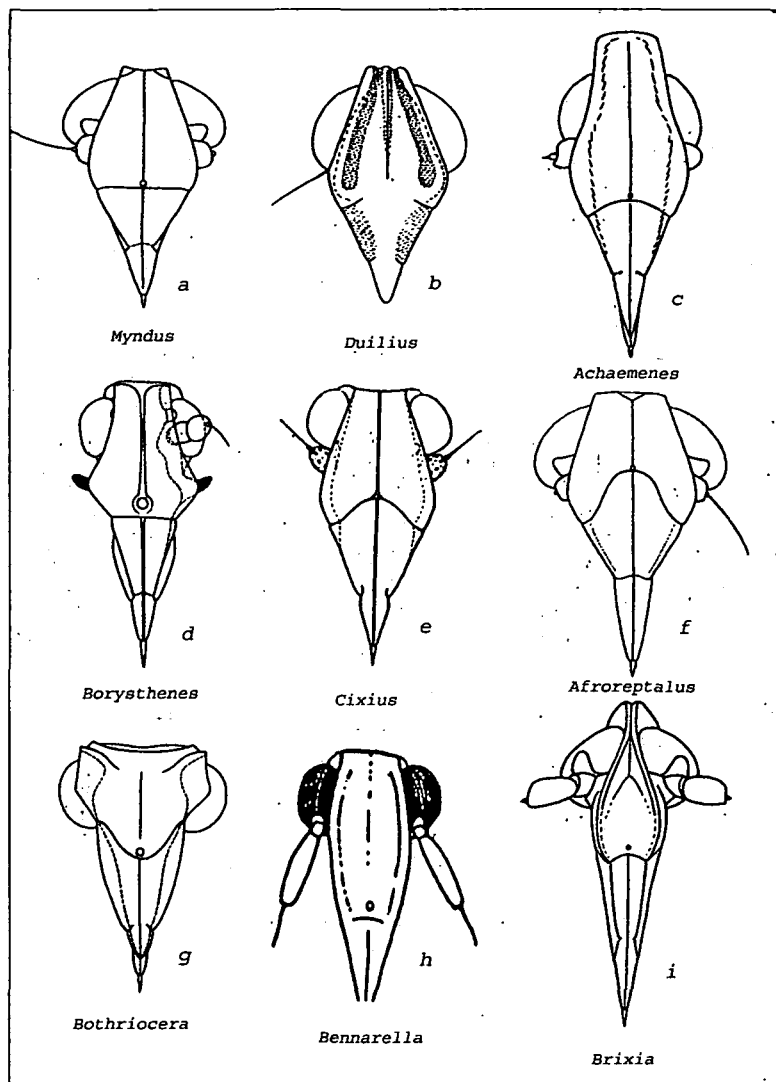 a
b
c
Myndus
Duilius
Achaemenes
d
e
f
Borysthenes
Cixius
Afroreptalus
g
h
i
Bothriocera
Bennarella
Brixia